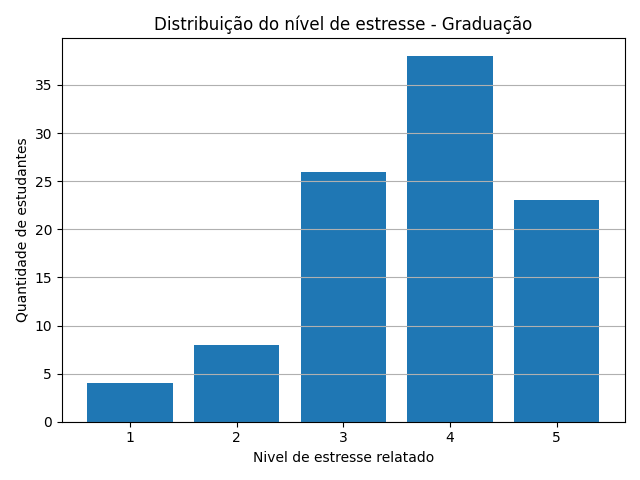 Distribuição do nível de estresse - Graduação
Quantidade de estudantes
35
30
25
20
15
10
5
0
1 2 3 4 5
Nivel de estresse relatado